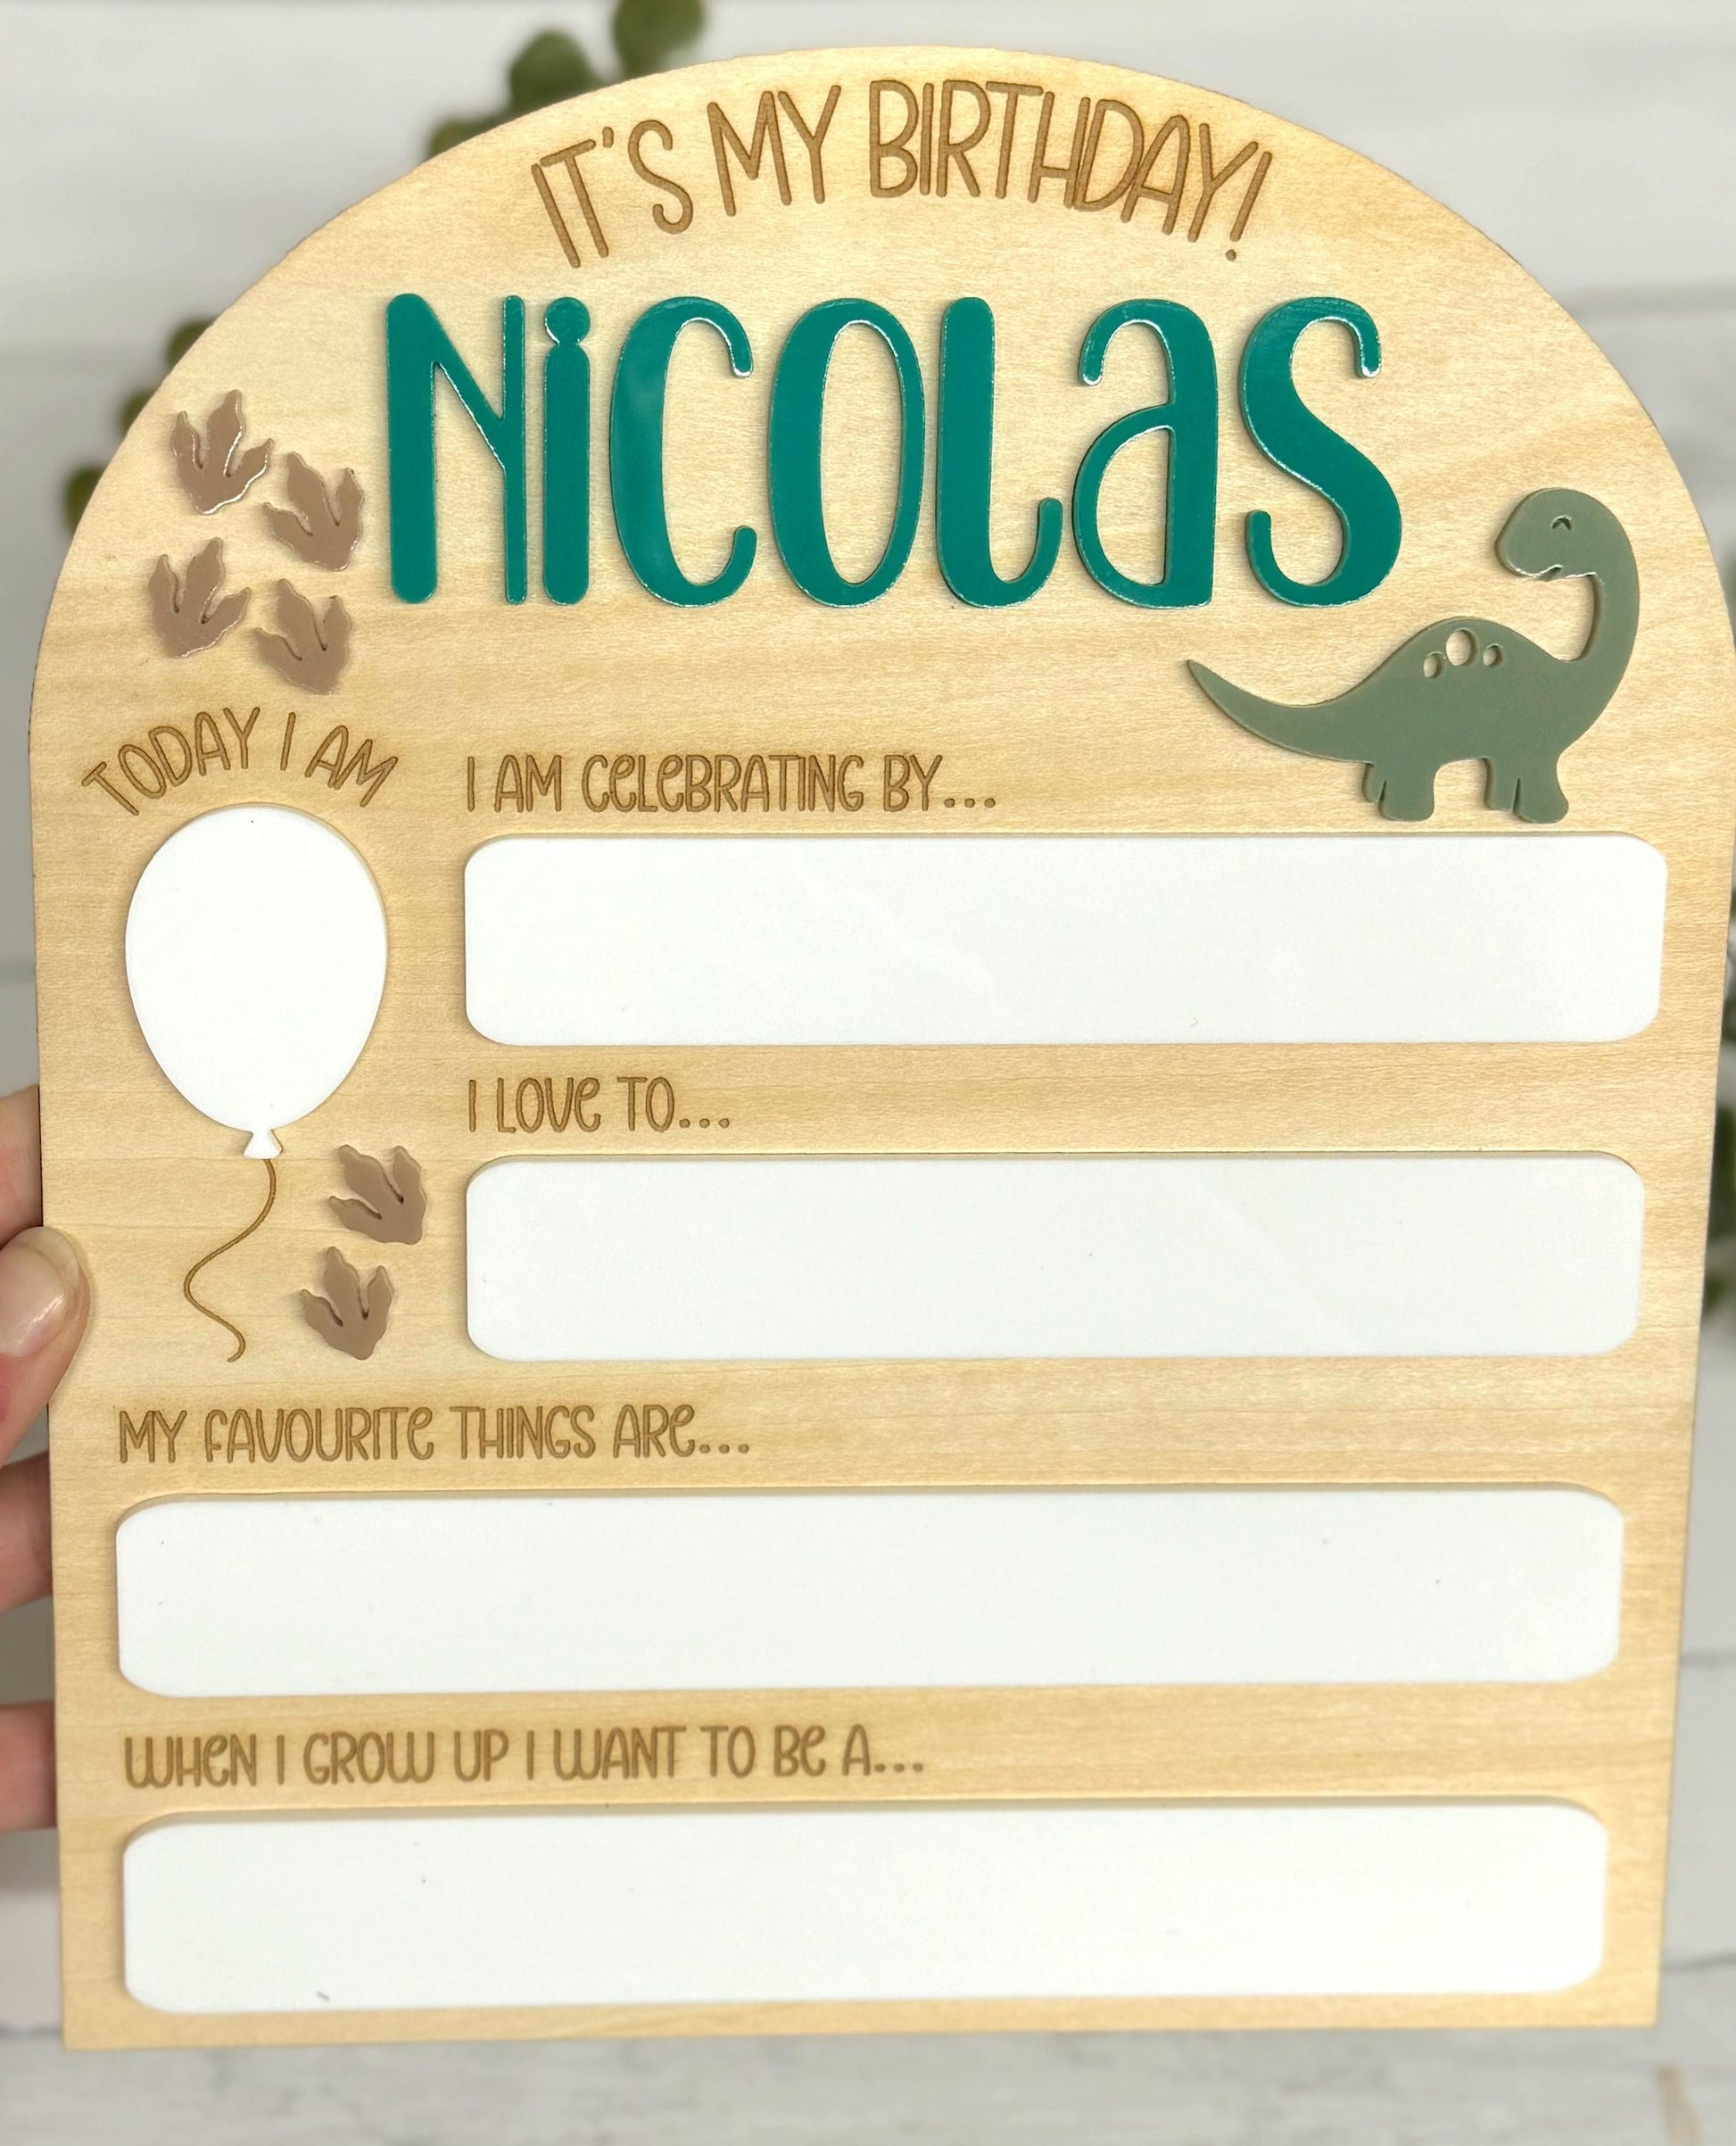 IT'S MY BIRTHDAY!
NicOLaS
TODAY I AM
I AM CeLeBRATING BY...
I LOVe TO...
MY FAVOURITe THINGS ARe...
WHeN I GROW UP I WANT TO Be A...